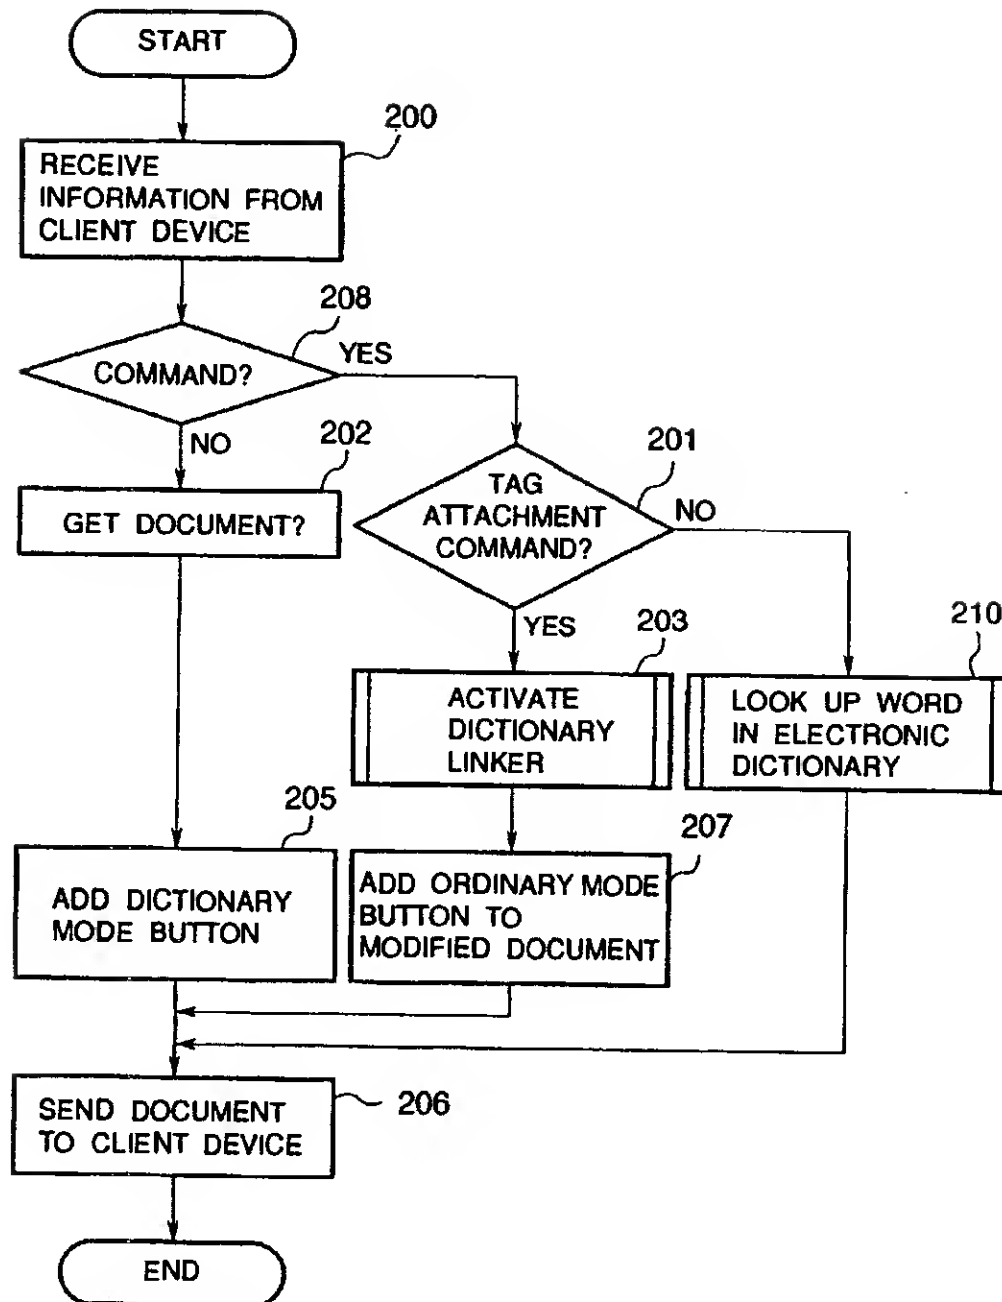 START
200
RECEIVE
INFORMATION FROM
CLIENT DEVICE
208
COMMAND?
YES
NO
202
GET DOCUMENT?
201
TAG
ATTACHMENT
COMMAND?
NO
YES
203
ACTIVATE
DICTIONARY
LINKER
210
LOOK UP WORD
IN ELECTRONIC
DICTIONARY
205
ADD DICTIONARY
MODE BUTTON
207
ADD ORDINARY MODE
BUTTON TO
MODIFIED DOCUMENT
SEND DOCUMENT
TO CLIENT DEVICE
206
END